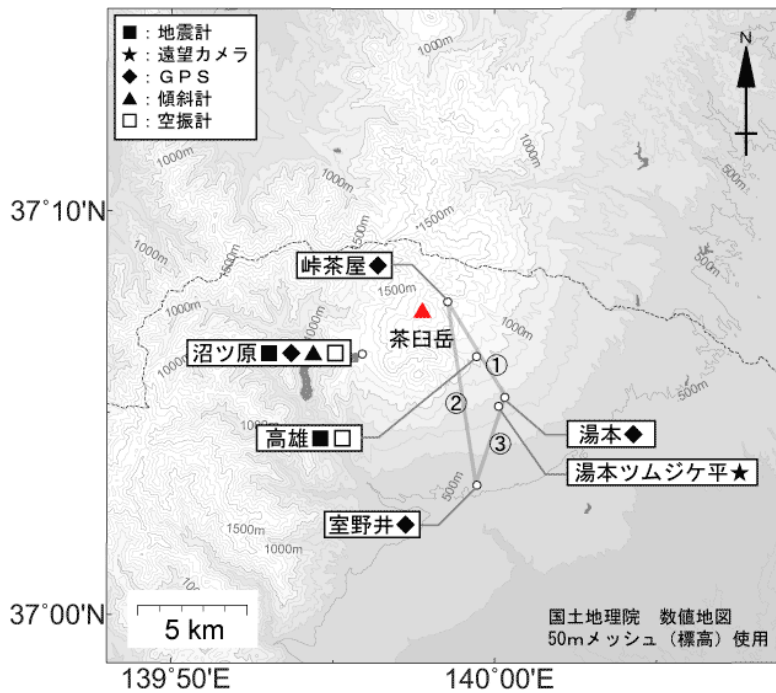 ■ : 地震計
★ : 遠望カメラ
◆ : GPS
▲ : 傾斜計
□ : 空振計
N
1000m
1000m
1000m
1500m
1500m
1500m
1000m
500m
500m
37°10'N
峠茶屋◆
1500m
1000m
茶臼岳
沼ツ原■◆▲□
1000m
1000m
①
②
500m
高雄■□
③
湯本◆
湯本ツムジケ平★
500m
室野井◆
1500m
1000m
37°00'N
5 km
国土地理院 数値地図
50mメッシュ(標高)使用
139°50'E
140°00'E